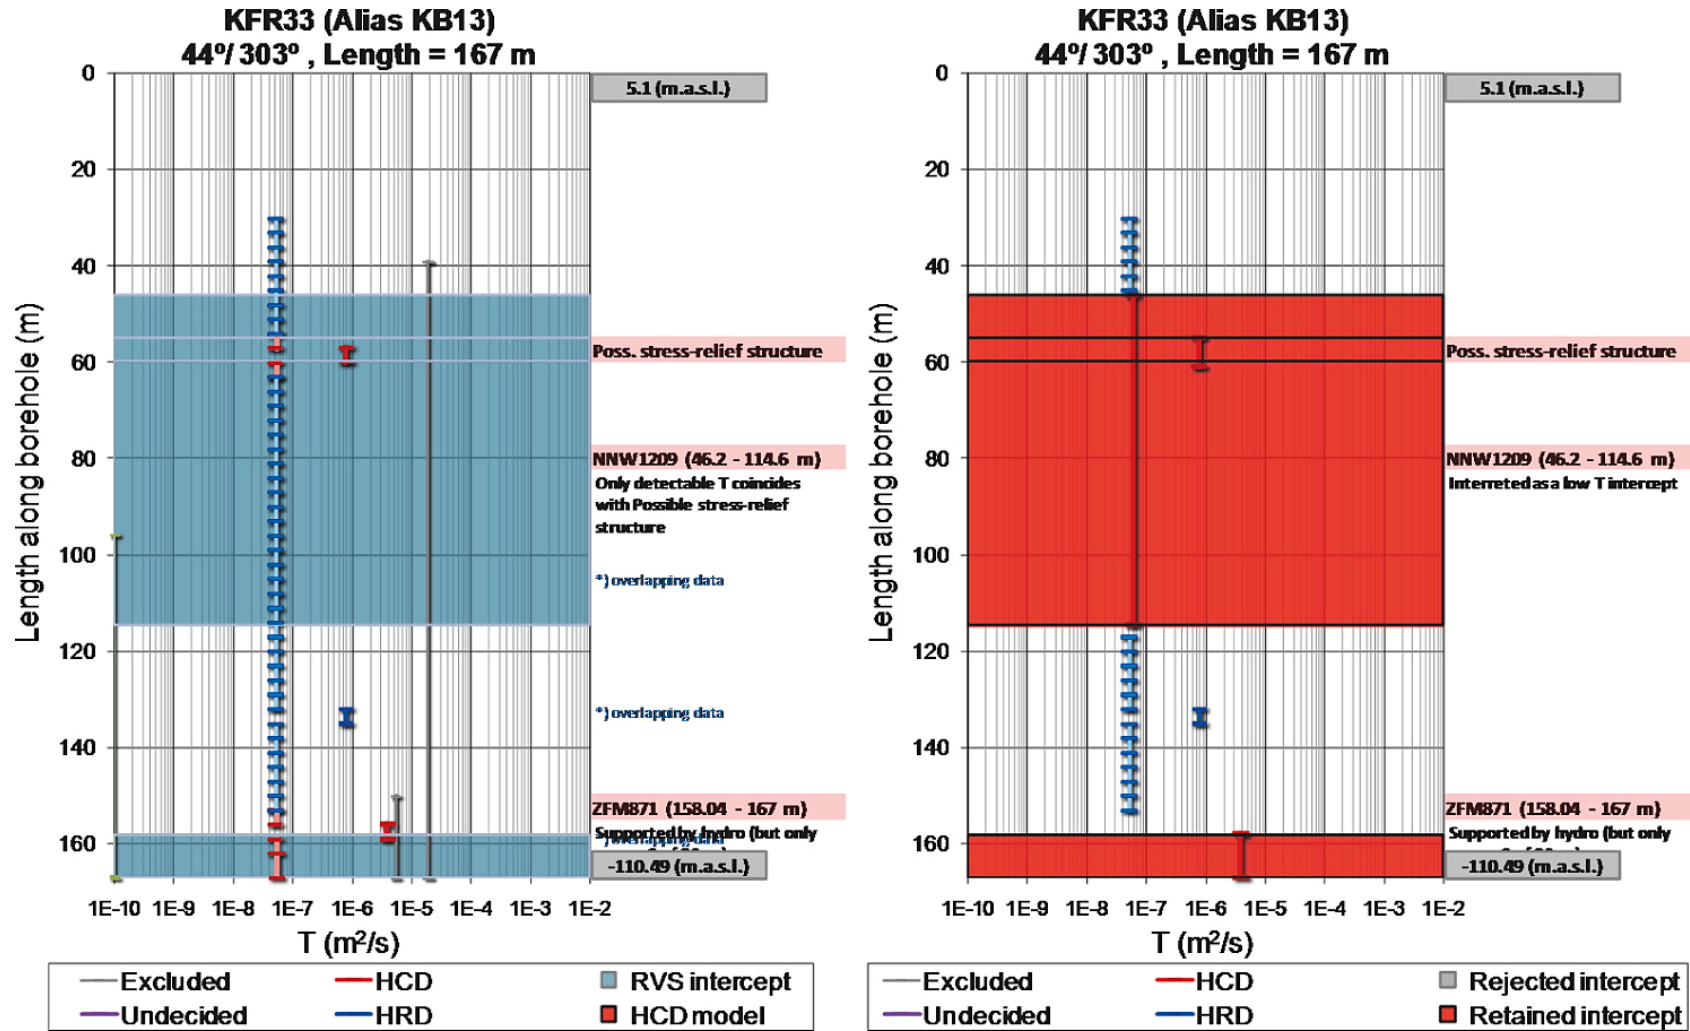 KFR33 (Alias KB13)
44º/303º , Length = 167 m
0
20
40
60
80
100
120
140
160
Length along borehole (m)
5.1 (m.a.s.l.)
Poss. stress-relief structure
NNW1209 (46.2 - 114.6 m)
Only detectable T coincides
with Possible stress-relief
structure
*) overlapping data
*) overlapping data
ZFM871 (158.04 - 167 m)
Supported by hydro (but only
*) overlapping data
-110.49 (m.a.s.l.)
1E-10 1E-9 1E-8 1E-7 1E-6 1E-5 1E-4 1E-3 1E-2
T (m²/s)
Excluded HCD RVS intercept
Undecided HRD HCD model
KFR33 (Alias KB13)
44º/303º , Length = 167 m
0
20
40
60
80
100
120
140
160
Length along borehole (m)
5.1 (m.a.s.l.)
Poss. stress-relief structure
NNW1209 (46.2 - 114.6 m)
Interreted as a low T intercept
ZFM871 (158.04 - 167 m)
Supported by hydro (but only
-110.49 (m.a.s.l.)
1E-10 1E-9 1E-8 1E-7 1E-6 1E-5 1E-4 1E-3 1E-2
T (m²/s)
Excluded HCD Rejected intercept
Undecided HRD Retained intercept